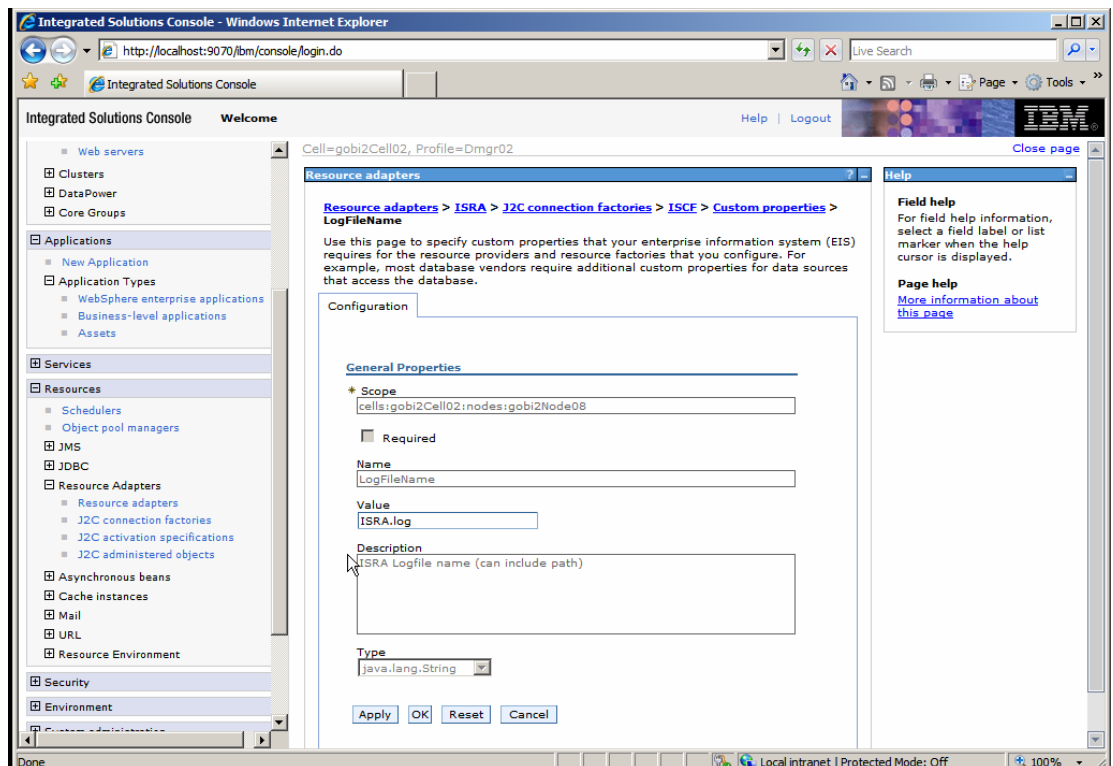 Integrated Solutions Console - Windows Internet Explorer
http://localhost:9070/ibm/console/login.do
Live Search
Integrated Solutions Console
Page
Tools
Integrated Solutions Console Welcome
Help | Logout
IBM®
Web servers
Clusters
DataPower
Core Groups
Applications
New Application
Application Types
WebSphere enterprise applications
Business-level applications
Assets
Services
Resources
Schedulers
Object pool managers
JMS
JDBC
Resource Adapters
Resource adapters
J2C connection factories
J2C activation specifications
J2C administered objects
Asynchronous beans
Cache instances
Mail
URL
Resource Environment
Security
Environment
System administration
Cell=gobi2Cell02, Profile=Dmgr02
Close page
Resource adapters ? –
Resource adapters > ISRA > J2C connection factories > ISCF > Custom properties >
LogFileName
Use this page to specify custom properties that your enterprise information system (EIS)
requires for the resource providers and resource factories that you configure. For
example, most database vendors require additional custom properties for data sources
that access the database.
Configuration
General Properties
* Scope
cells:gobi2Cell02:nodes:gobi2Node08
Required
Name
LogFileName
Value
ISRA.log
Description
ISRA Logfile name (can include path)
Type
java.lang.String
Apply OK Reset Cancel
Help –
Field help
For field help information,
select a field label or list
marker when the help
cursor is displayed.
Page help
More information about
this page
Done
Local intranet | Protected Mode: Off
100%